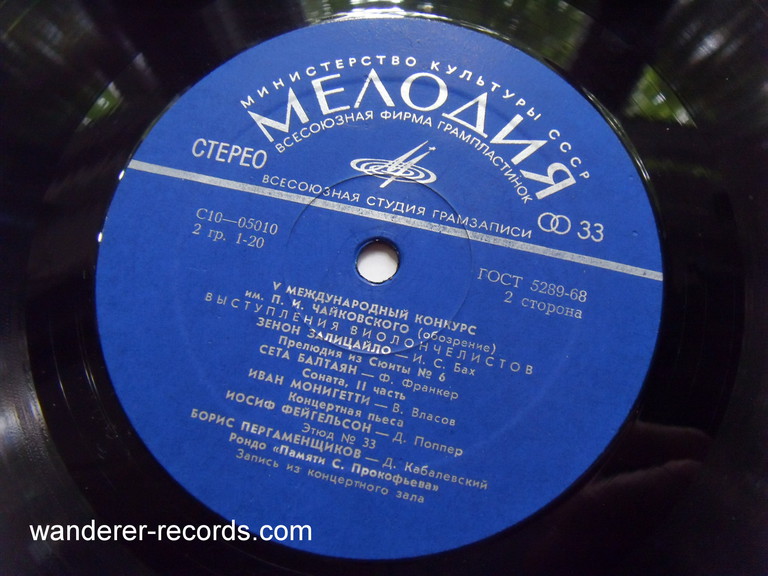 МИНИСТЕРСТВО КУЛЬТУРЫ СССР
МЕЛОДИЯ
ВСЕСОЮЗНАЯ ФИРМА ГРАМПЛАСТИНОК
СТЕРЕО
ВСЕСОЮЗНАЯ СТУДИЯ ГРАМЗАПИСИ
33
С10—05010
2 гр. 1-20
ГОСТ 5289-68
2 сторона
V МЕЖДУНАРОДНЫЙ КОНКУРС
им. П. И. ЧАЙКОВСКОГО (обозрение)
ВЫСТУПЛЕНИЯ ВИОЛОНЧЕЛИСТОВ
ЗЕНОН ЗАЛИЦАЙЛО — И. С. Бах
Прелюдия из Сюиты № 6
СЕТА БАЛТАЯН — Ф. Франкер
Соната, II часть
ИВАН МОНИГЕТТИ — В. Власов
Концертная пьеса
ИОСИФ ФЕЙГЕЛЬСОН — Д. Поппер
Этюд № 33
БОРИС ПЕРГАМЕНЩИКОВ — Д. Кабалевский
Рондо «Памяти С. Прокофьева»
Запись из концертного зала
wanderer-records.com